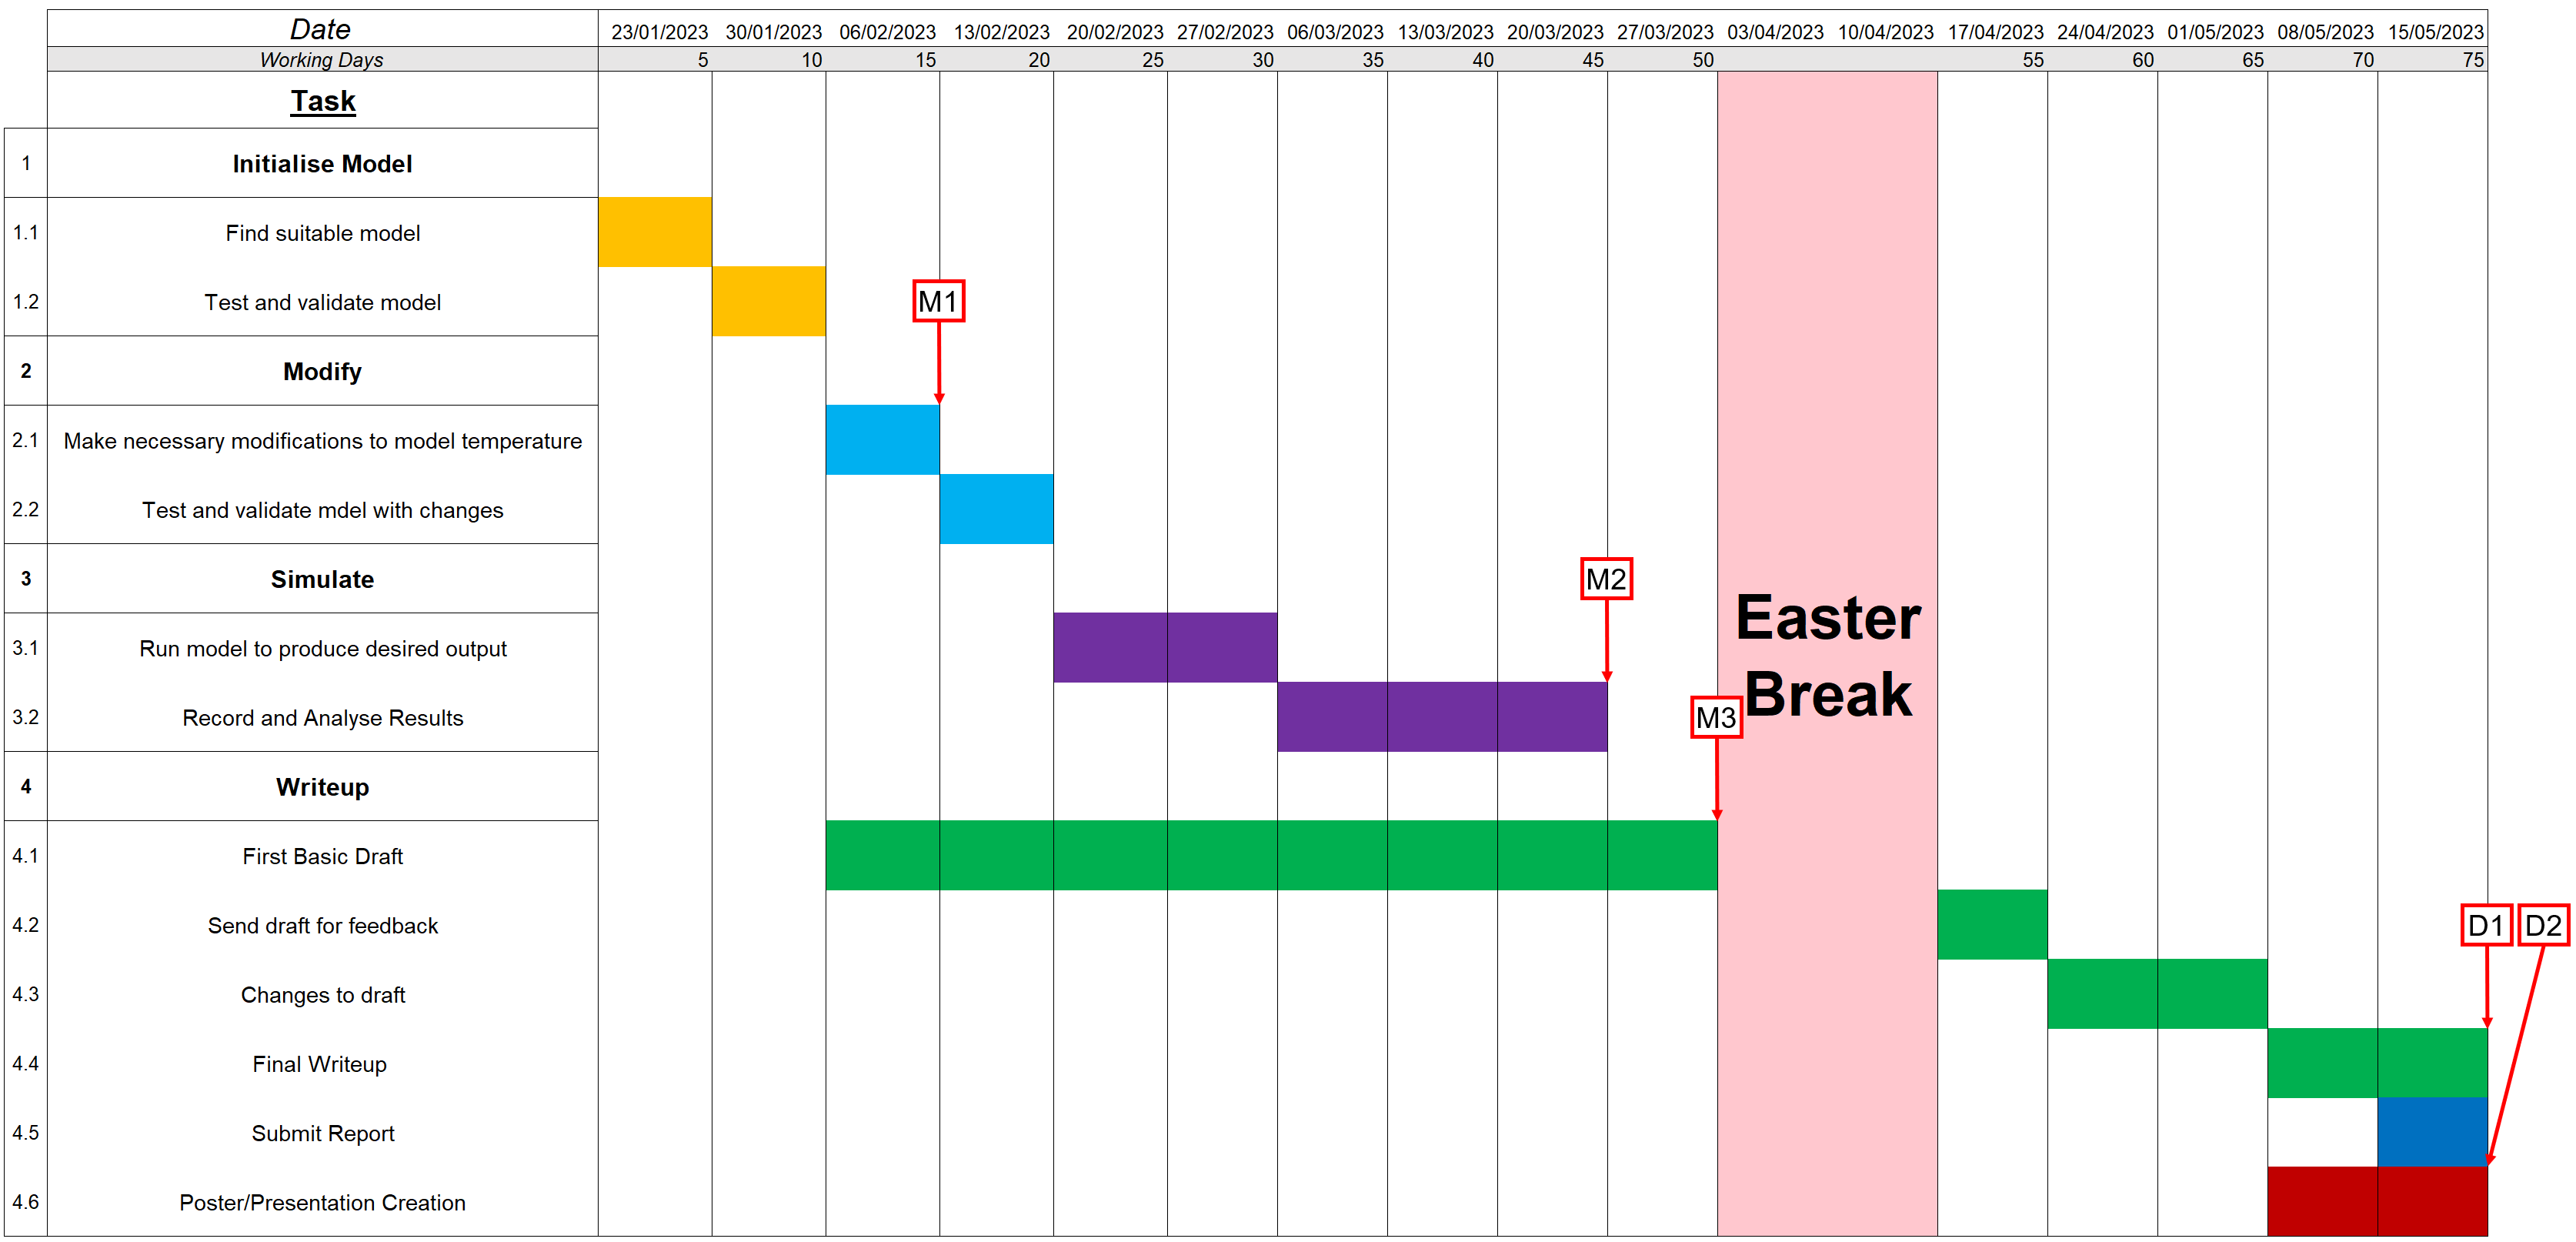 Date 23/01/2023 30/01/2023 06/02/2023 13/02/2023 20/02/2023 27/02/2023 06/03/2023 13/03/2023 20/03/2023 27/03/2023 03/04/2023 10/04/2023 17/04/2023 24/04/2023 01/05/2023 08/05/2023 15/05/2023
Working Days 5 10 15 20 25 30 35 40 45 50 55 60 65 70 75
Task
1 Initialise Model
1.1 Find suitable model
1.2 Test and validate model M1
2 Modify
2.1 Make necessary modifications to model temperature
2.2 Test and validate mdel with changes
3 Simulate M2
Easter
3.1 Run model to produce desired output
Break
3.2 Record and Analyse Results M3
4 Writeup
4.1 First Basic Draft
4.2 Send draft for feedback D1 D2
4.3 Changes to draft
4.4 Final Writeup
4.5 Submit Report
4.6 Poster/Presentation Creation